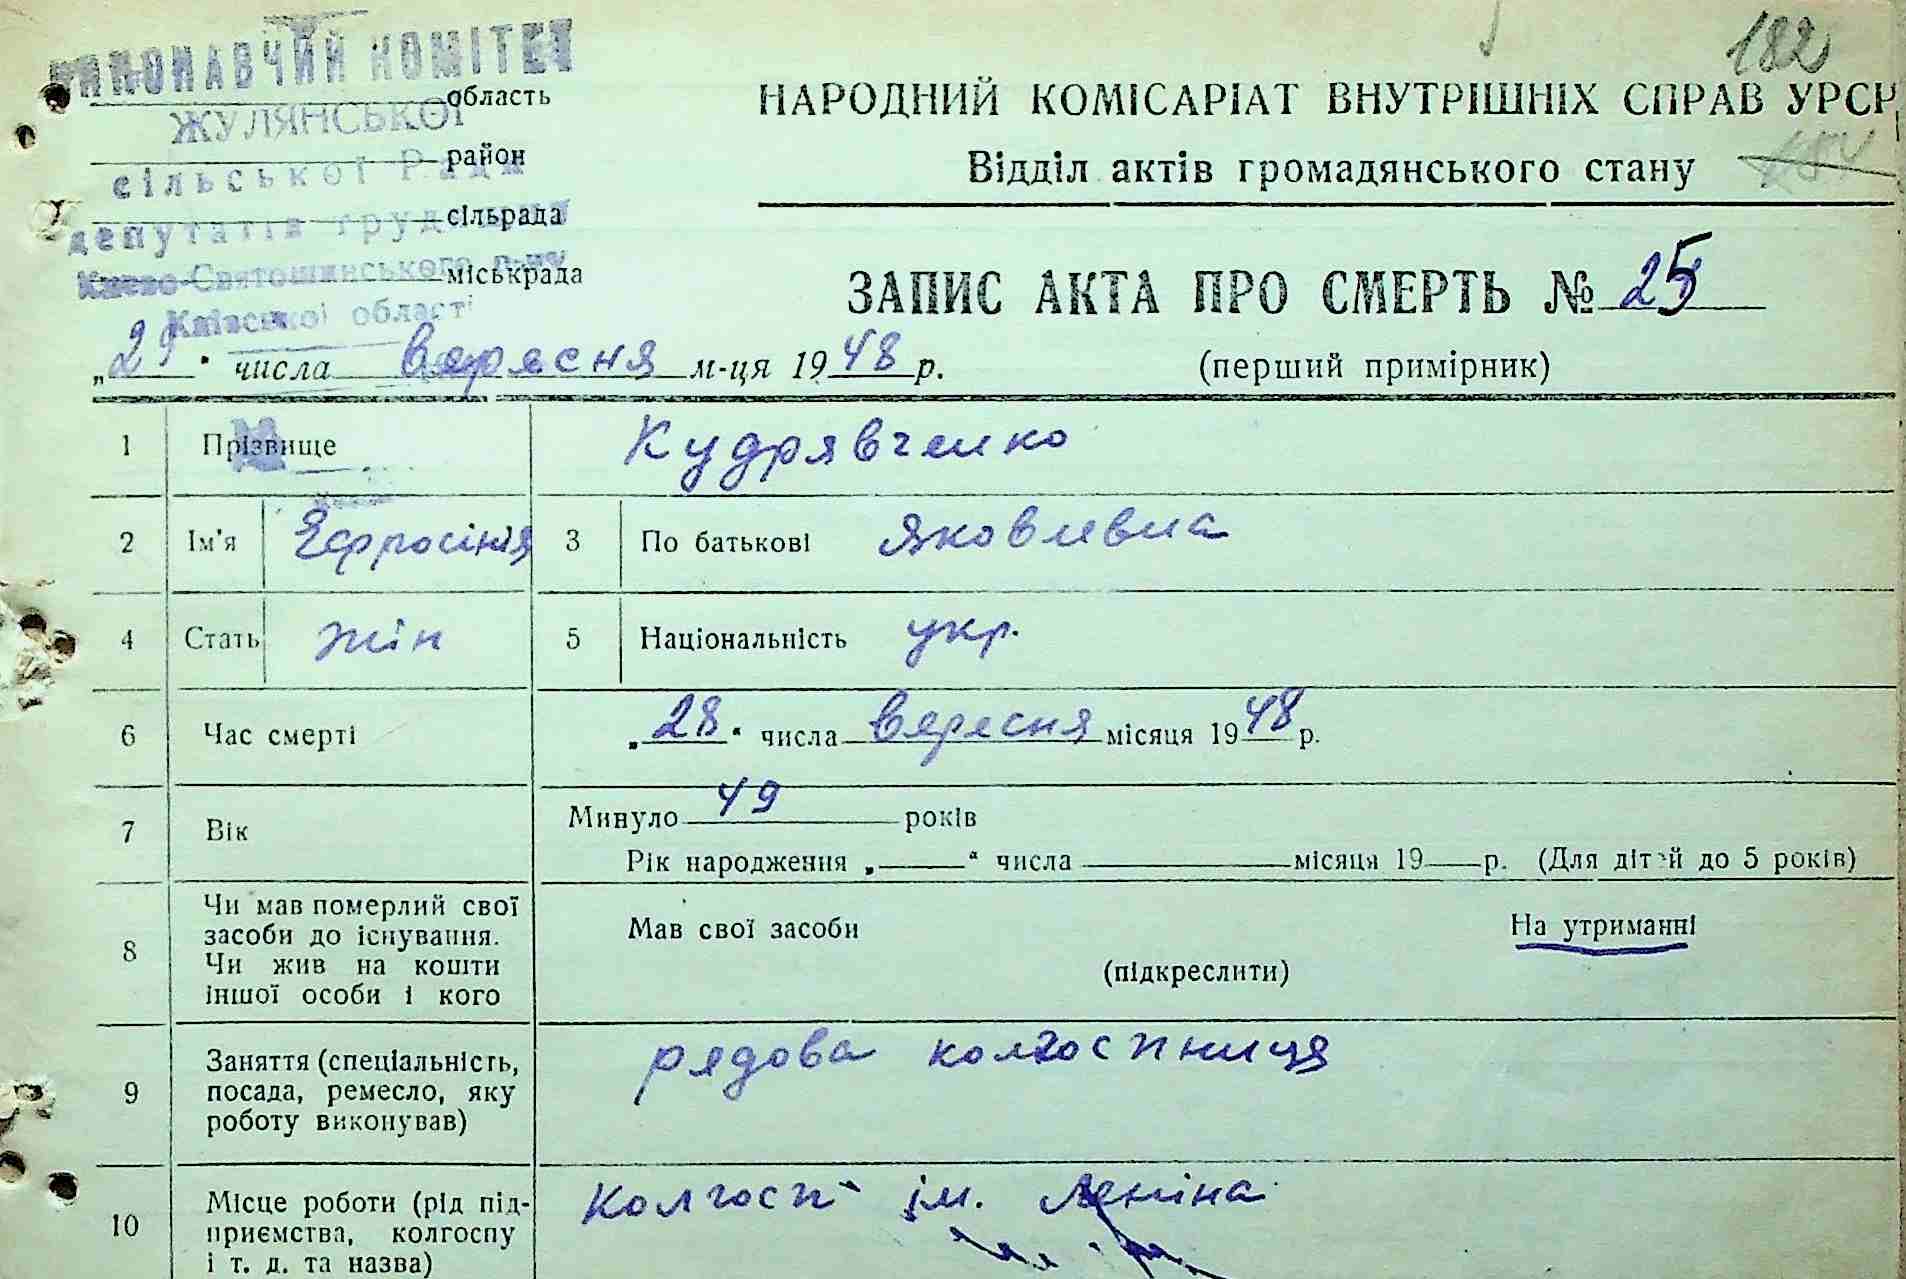 182
ВИКОНАВЧИЙ КОМІТЕТ
область
ЖУЛЯНСЬКОЇ
район
сільської Ради
сільрада
депутатів трудящих
міськрада
Києво-Святошинського р-ну
Київської області
НАРОДНИЙ КОМІСАРІАТ ВНУТРІШНІХ СПРАВ УРСР
Відділ актів громадянського стану
ЗАПИС АКТА ПРО СМЕРТЬ № 25
„29“ числа вересня м-ця 1948 р.
(перший примірник)
1 Прізвище Кудрявченко
2 Ім'я Єфросінія 3 По батькові Яковлевна
4 Стать жін 5 Національність укр.
6 Час смерті „28“ числа вересня місяця 1948 р.
7 Вік Минуло 49 років
Рік народження „ “ числа місяця 19 р. (Для дітей до 5 років)
8 Чи мав померлий свої
засоби до існування.
Чи жив на кошти
іншої особи і кого
Мав свої засоби На утриманні
(підкреслити)
9 Заняття (спеціальність,
посада, ремесло, яку
роботу виконував)
рядова колгоспниця
10 Місце роботи (рід під-
приємства, колгоспу
і т. д. та назва)
Колгосп ім. Леніна